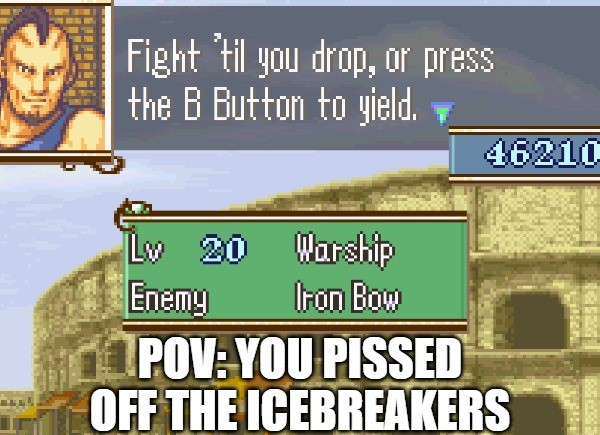 Fight 'til you drop, or press
the B Button to yield.
46210
Lv 20 Warship
Enemy Iron Bow
POV: YOU PISSED
OFF THE ICEBREAKERS